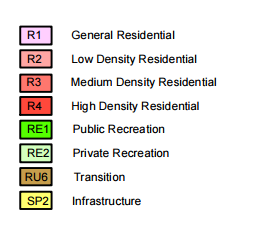 R1 General Residential
R2 Low Density Residential
R3 Medium Density Residential
R4 High Density Residential
RE1 Public Recreation
RE2 Private Recreation
RU6 Transition
SP2 Infrastructure